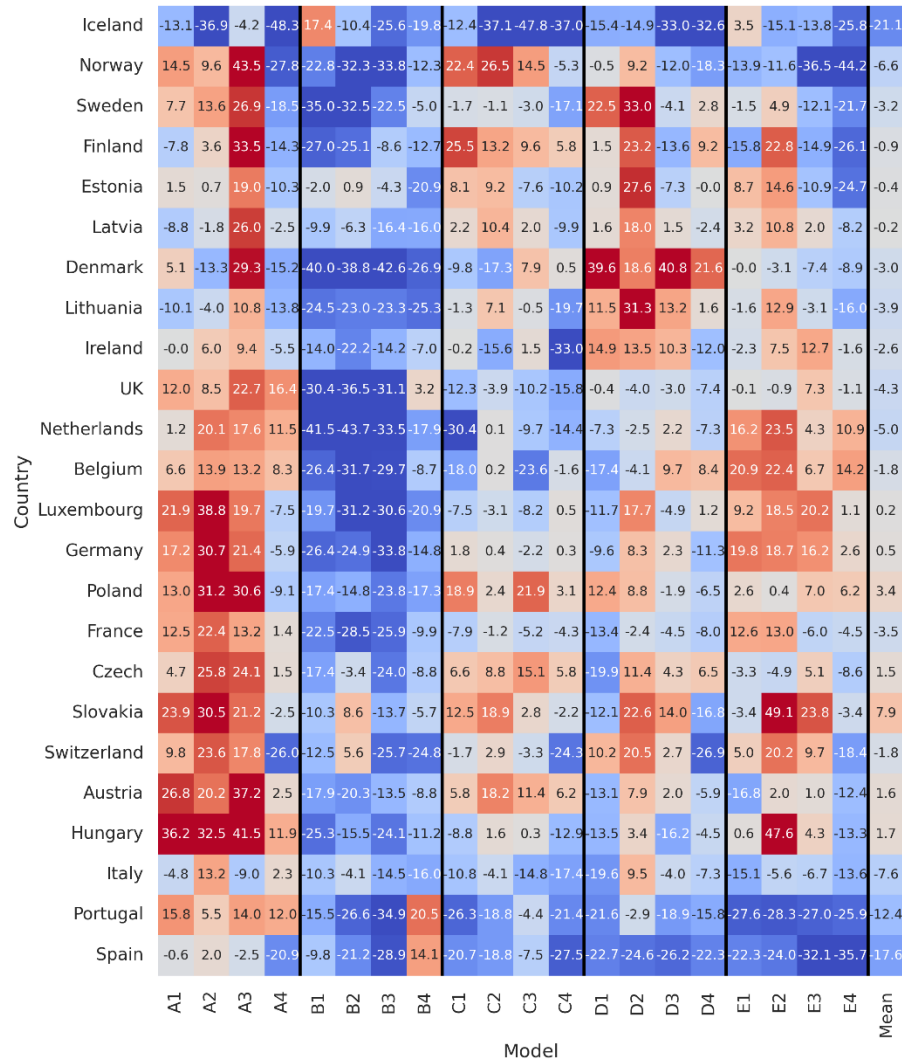 Iceland -13.1 -36.9 -4.2 -48.3 17.4 -10.4 -25.6 -19.8 -12.4 -37.1 -47.8 -37.0 -15.4 -14.9 -33.0 -32.6 3.5 -15.1 -13.8 -25.8 -21.1
Norway 14.5 9.6 43.5 -27.8 -22.8 -32.3 -33.8 -12.3 22.4 26.5 14.5 -5.3 -0.5 9.2 -12.0 -18.3 -13.9 -11.6 -36.5 -44.2 -6.6
Sweden 7.7 13.6 26.9 -18.5 -35.0 -32.5 -22.5 -5.0 -1.7 -1.1 -3.0 -17.1 22.5 33.0 -4.1 2.8 -1.5 4.9 -12.1 -21.7 -3.2
Finland -7.8 3.6 33.5 -14.3 -27.0 -25.1 -8.6 -12.7 25.5 13.2 9.6 5.8 1.5 23.2 -13.6 9.2 -15.8 22.8 -14.9 -26.1 -0.9
Estonia 1.5 0.7 19.0 -10.3 -2.0 0.9 -4.3 -20.9 8.1 9.2 -7.6 -10.2 0.9 27.6 -7.3 -0.0 8.7 14.6 -10.9 -24.7 -0.4
Latvia -8.8 -1.8 26.0 -2.5 -9.9 -6.3 -16.4 -16.0 2.2 10.4 2.0 -9.9 1.6 18.0 1.5 -2.4 3.2 10.8 2.0 -8.2 -0.2
Denmark 5.1 -13.3 29.3 -15.2 -40.0 -38.8 -42.6 -26.9 -9.8 -17.3 7.9 0.5 39.6 18.6 40.8 21.6 -0.0 -3.1 -7.4 -8.9 -3.0
Lithuania -10.1 -4.0 10.8 -13.8 -24.5 -23.0 -23.3 -25.3 -1.3 7.1 -0.5 -19.7 11.5 31.3 13.2 1.6 -1.6 12.9 -3.1 -16.0 -3.9
Ireland -0.0 6.0 9.4 -5.5 -14.0 -22.2 -14.2 -7.0 -0.2 -15.6 1.5 -33.0 14.9 13.5 10.3 -12.0 -2.3 7.5 12.7 -1.6 -2.6
UK 12.0 8.5 22.7 16.4 -30.4 -36.5 -31.1 3.2 -12.3 -3.9 -10.2 -15.8 -0.4 -4.0 -3.0 -7.4 -0.1 -0.9 7.3 -1.1 -4.3
Netherlands 1.2 20.1 17.6 11.5 -41.5 -43.7 -33.5 -17.9 -30.4 0.1 -9.7 -14.4 -7.3 -2.5 2.2 -7.3 16.2 23.5 4.3 10.9 -5.0
Belgium 6.6 13.9 13.2 8.3 -26.4 -31.7 -29.7 -8.7 -18.0 0.2 -23.6 -1.6 -17.4 -4.1 9.7 8.4 20.9 22.4 6.7 14.2 -1.8
Luxembourg 21.9 38.8 19.7 -7.5 -19.7 -31.2 -30.6 -20.9 -7.5 -3.1 -8.2 0.5 -11.7 17.7 -4.9 1.2 9.2 18.5 20.2 1.1 0.2
Germany 17.2 30.7 21.4 -5.9 -26.4 -24.9 -33.8 -14.8 1.8 0.4 -2.2 0.3 -9.6 8.3 2.3 -11.3 19.8 18.7 16.2 2.6 0.5
Poland 13.0 31.2 30.6 -9.1 -17.4 -14.8 -23.8 -17.3 18.9 2.4 21.9 3.1 12.4 8.8 -1.9 -6.5 2.6 0.4 7.0 6.2 3.4
France 12.5 22.4 13.2 1.4 -22.5 -28.5 -25.9 -9.9 -7.9 -1.2 -5.2 -4.3 -13.4 -2.4 -4.5 -8.0 12.6 13.0 -6.0 -4.5 -3.5
Czech 4.7 25.8 24.1 1.5 -17.4 -3.4 -24.0 -8.8 6.6 8.8 15.1 5.8 -19.9 11.4 4.3 6.5 -3.3 -4.9 5.1 -8.6 1.5
Slovakia 23.9 30.5 21.2 -2.5 -10.3 8.6 -13.7 -5.7 12.5 18.9 2.8 -2.2 -12.1 22.6 14.0 -16.8 -3.4 49.1 23.8 -3.4 7.9
Switzerland 9.8 23.6 17.8 -26.0 -12.5 5.6 -25.7 -24.8 -1.7 2.9 -3.3 -24.3 10.2 20.5 2.7 -26.9 5.0 20.2 9.7 -18.4 -1.8
Austria 26.8 20.2 37.2 2.5 -17.9 -20.3 -13.5 -8.8 5.8 18.2 11.4 6.2 -13.1 7.9 2.0 -5.9 -16.8 2.0 1.0 -12.4 1.6
Hungary 36.2 32.5 41.5 11.9 -25.3 -15.5 -24.1 -11.2 -8.8 1.6 0.3 -12.9 -13.5 3.4 -16.2 -4.5 0.6 47.6 4.3 -13.3 1.7
Italy -4.8 13.2 -9.0 2.3 -10.3 -4.1 -14.5 -16.0 -10.8 -4.1 -14.8 -17.4 -19.6 9.5 -4.0 -7.3 -15.1 -5.6 -6.7 -13.6 -7.6
Portugal 15.8 5.5 14.0 12.0 -15.5 -26.6 -34.9 20.5 -26.3 -18.8 -4.4 -21.4 -21.6 -2.9 -18.9 -15.8 -27.6 -28.3 -27.0 -25.9 -12.4
Spain -0.6 2.0 -2.5 -20.9 -9.8 -21.2 -28.9 14.1 -20.7 -18.8 -7.5 -27.5 -22.7 -24.6 -26.2 -22.3 -22.3 -24.0 -32.1 -35.7 -17.6
A1 A2 A3 A4 B1 B2 B3 B4 C1 C2 C3 C4 D1 D2 D3 D4 E1 E2 E3 E4 Mean
Model
Country